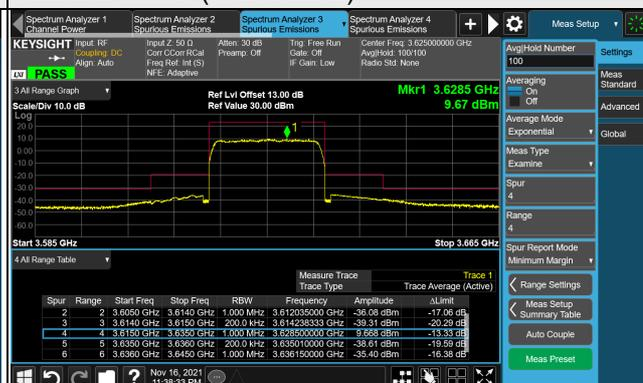 Spectrum Analyzer 1
Channel Power
Spectrum Analyzer 2
Spurious Emissions
Spectrum Analyzer 3
Spurious Emissions
Spectrum Analyzer 4
Spurious Emissions
Meas Setup
KEYSIGHT
Input: RF
Coupling: DC
Align: Auto
Input Z: 50 Ω
Corr CCorr RCal
Freq Ref: Int (S)
NFE: Adaptive
Atten: 30 dB
Preamp: Off
Trig: Free Run
Gate: Off
IF Gain: Low
Center Freq: 3.625000000 GHz
Avg|Hold: 100/100
Radio Std: None
LXI PASS
3 All Range Graph
Scale/Div 10.0 dB
Ref Lvl Offset 13.00 dB
Ref Value 30.00 dBm
Mkr1 3.6285 GHz
9.67 dBm
Log
20.0
10.0
0.00
-10.0
-20.0
-30.0
-40.0
-50.0
-60.0
1
Start 3.585 GHz
Stop 3.665 GHz
4 All Range Table
Measure Trace Trace 1
Trace Type Trace Average (Active)
Spur Range Start Freq Stop Freq RBW Frequency Amplitude ΔLimit
2 2 3.6050 GHz 3.6140 GHz 1.000 MHz 3.612035000 GHz -36.08 dBm -17.06 dB
3 3 3.6140 GHz 3.6150 GHz 200.0 kHz 3.614238333 GHz -39.31 dBm -20.29 dB
4 4 3.6150 GHz 3.6350 GHz 1.000 MHz 3.628500000 GHz 9.668 dBm -13.33 dB
5 5 3.6350 GHz 3.6360 GHz 200.0 kHz 3.635010000 GHz -38.61 dBm -19.59 dB
6 6 3.6360 GHz 3.6450 GHz 1.000 MHz 3.636150000 GHz -35.40 dBm -16.38 dB
Nov 16, 2021
11:38:33 PM
Avg|Hold Number
100
Averaging
On
Off
Average Mode
Exponential
Meas Type
Examine
Spur
4
Range
4
Spur Report Mode
Minimum Margin
Range Settings
Meas Setup
Summary Table
Auto Couple
Meas Preset
Settings
Meas
Standard
Advanced
Global